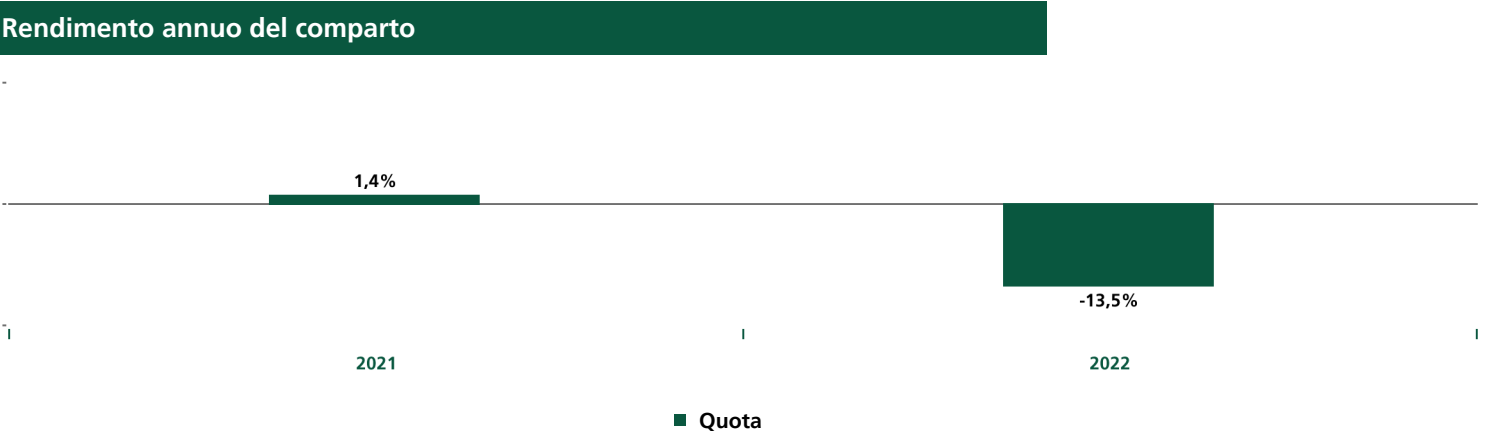 Rendimento annuo del comparto
1,4%
-13,5%
2021
2022
Quota